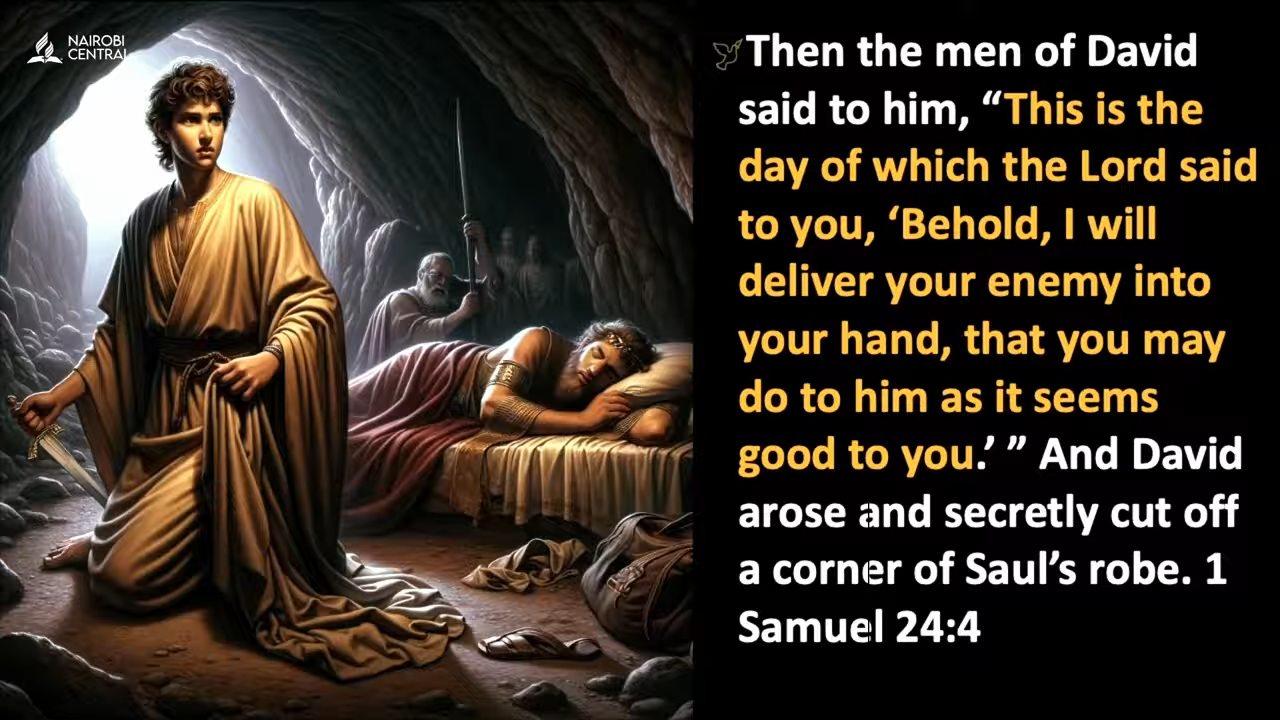 NAIROBI
CENTRAL
Then the men of David
said to him, “This is the
day of which the Lord said
to you, ‘Behold, I will
deliver your enemy into
your hand, that you may
do to him as it seems
good to you.’ ” And David
arose and secretly cut off
a corner of Saul’s robe. 1
Samuel 24:4